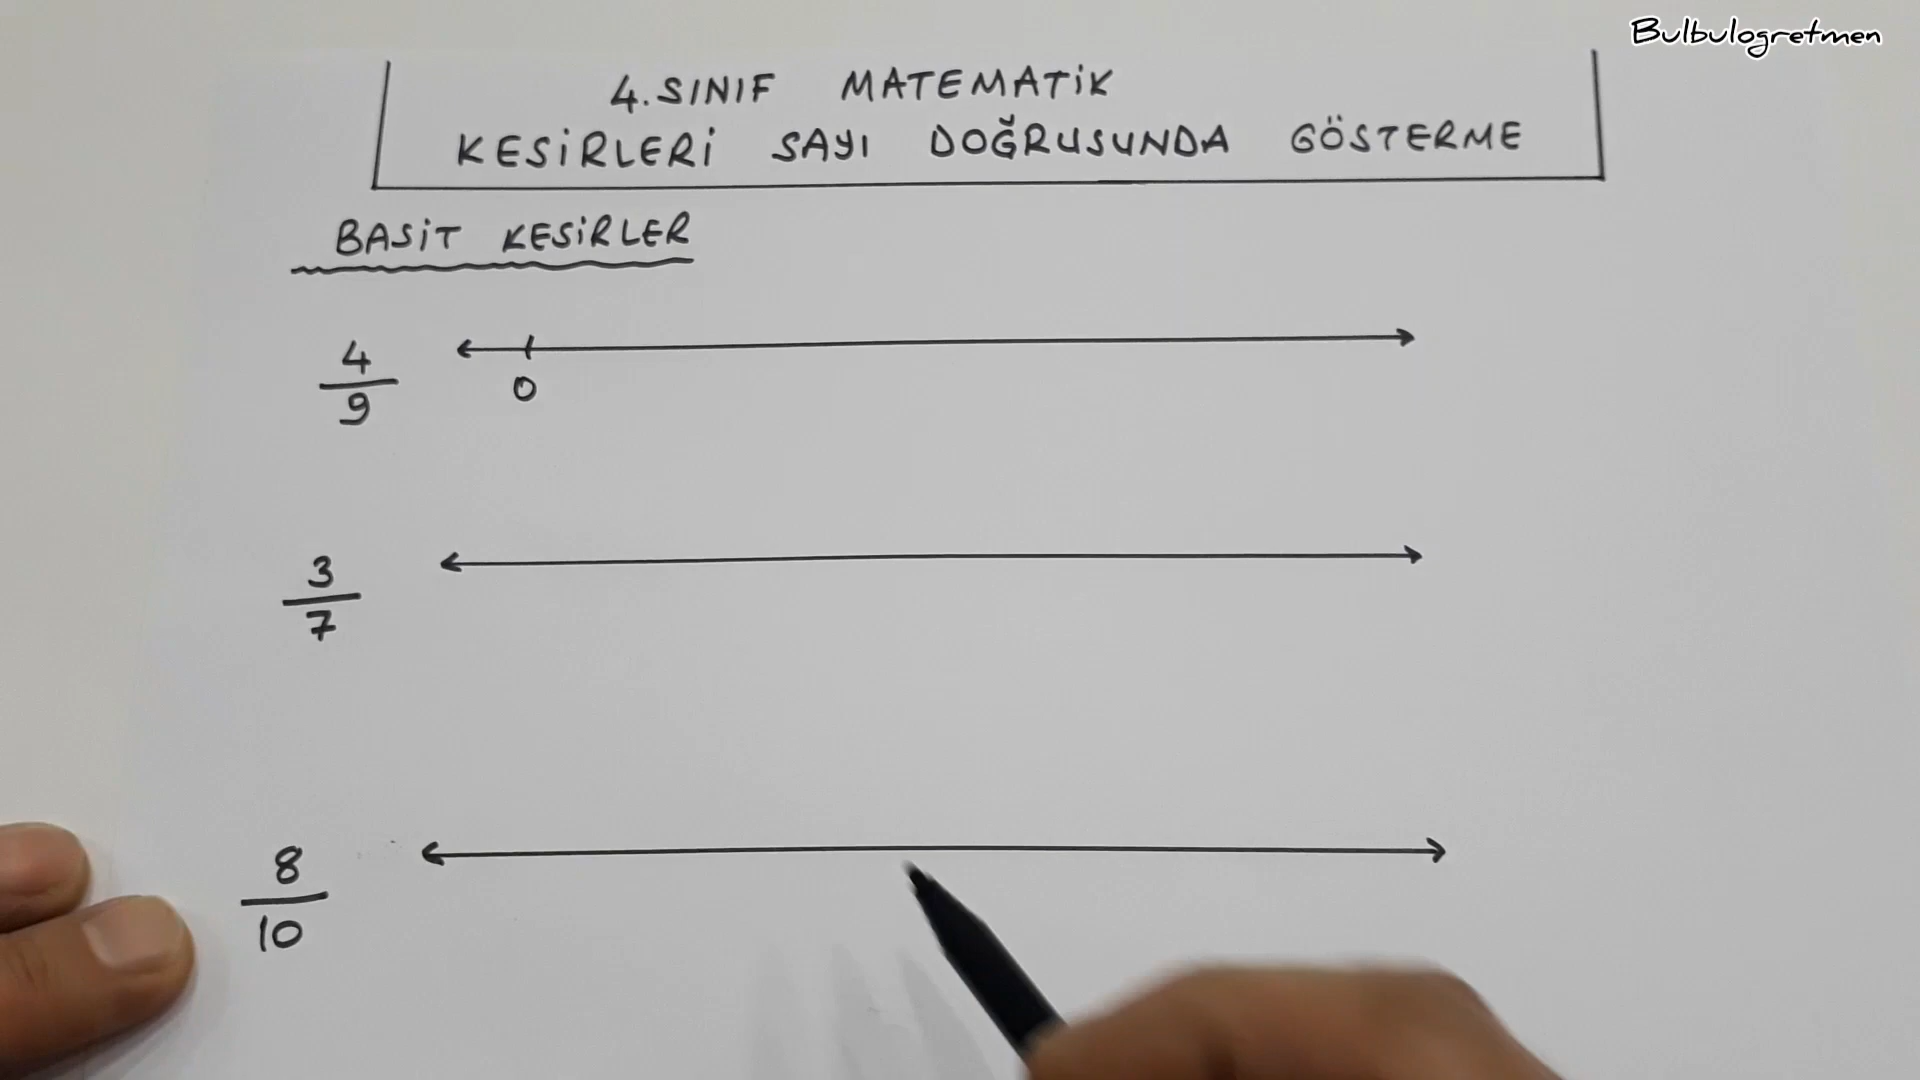 Bulbulogretmen
4. SINIF MATEMATİK
KESİRLERİ SAYI DOĞRUSUNDA GÖSTERME
BASİT KESİRLER
4
9
0
3
7
8
10